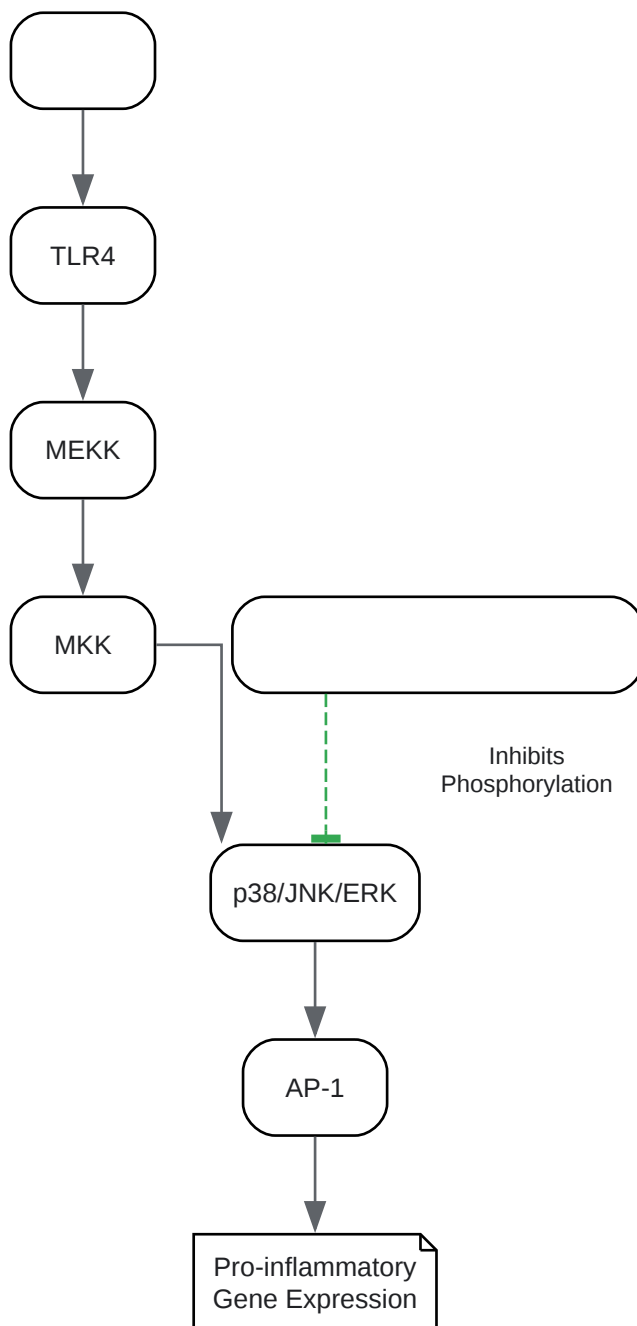 TLR4
MEKK
MKK
Inhibits
Phosphorylation
p38/JNK/ERK
AP-1
Pro-inflammatory
Gene Expression